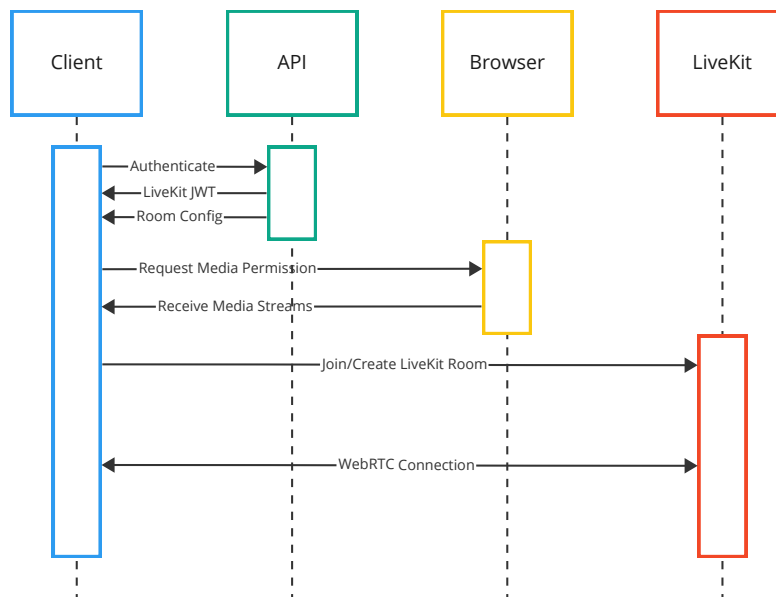 Client
API
Browser
LiveKit
Authenticate
LiveKit JWT
Room Config
Request Media Permission
Receive Media Streams
Join/Create LiveKit Room
WebRTC Connection